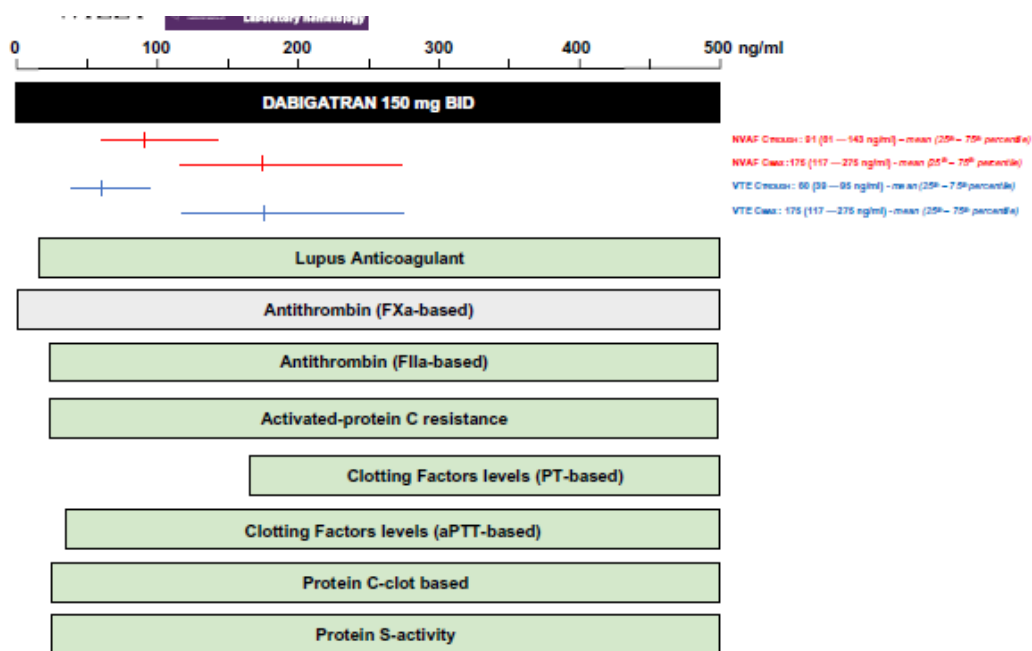 Laboratory Hematology
0 100 200 300 400 500 ng/ml
DABIGATRAN 150 mg BID
NVAF CTROUGH : 91 (61 — 143 ng/ml) – mean (25th – 75th percentile)
NVAF CMAX :175 (117 — 275 ng/ml) - mean (25th – 75th percentile)
VTE CTROUGH : 60 (39 — 95 ng/ml) - mean (25th – 75th percentile)
VTE CMAX : 175 (117 — 275 ng/ml) - mean (25th – 75th percentile)
Lupus Anticoagulant
Antithrombin (FXa-based)
Antithrombin (FIIa-based)
Activated-protein C resistance
Clotting Factors levels (PT-based)
Clotting Factors levels (aPTT-based)
Protein C-clot based
Protein S-activity